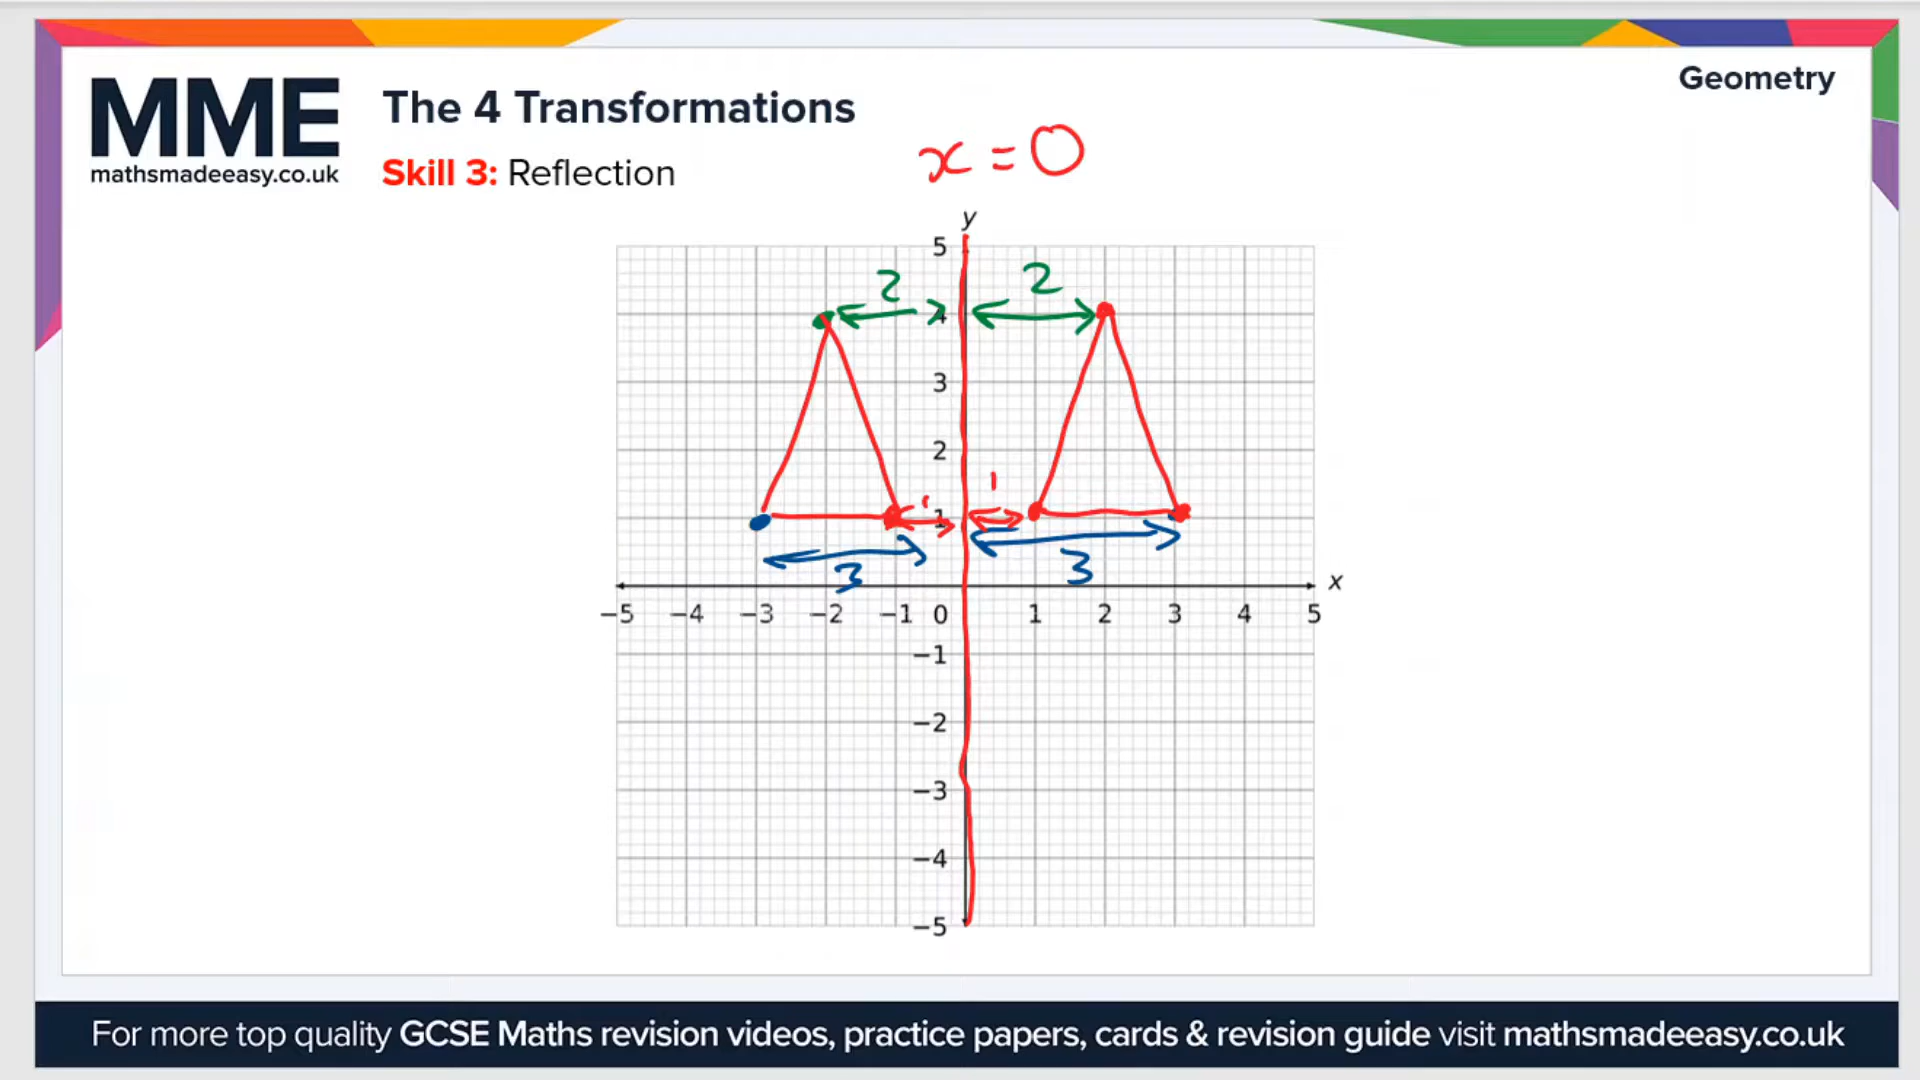 Geometry
MME
mathsmadeeasy.co.uk
The 4 Transformations
Skill 3: Reflection
x = 0
y
5
2
2
4
3
2
1
1
1
3
3
x
−5 −4 −3 −2 −1 0 1 2 3 4 5
−1
−2
−3
−4
−5
For more top quality GCSE Maths revision videos, practice papers, cards & revision guide visit mathsmadeeasy.co.uk